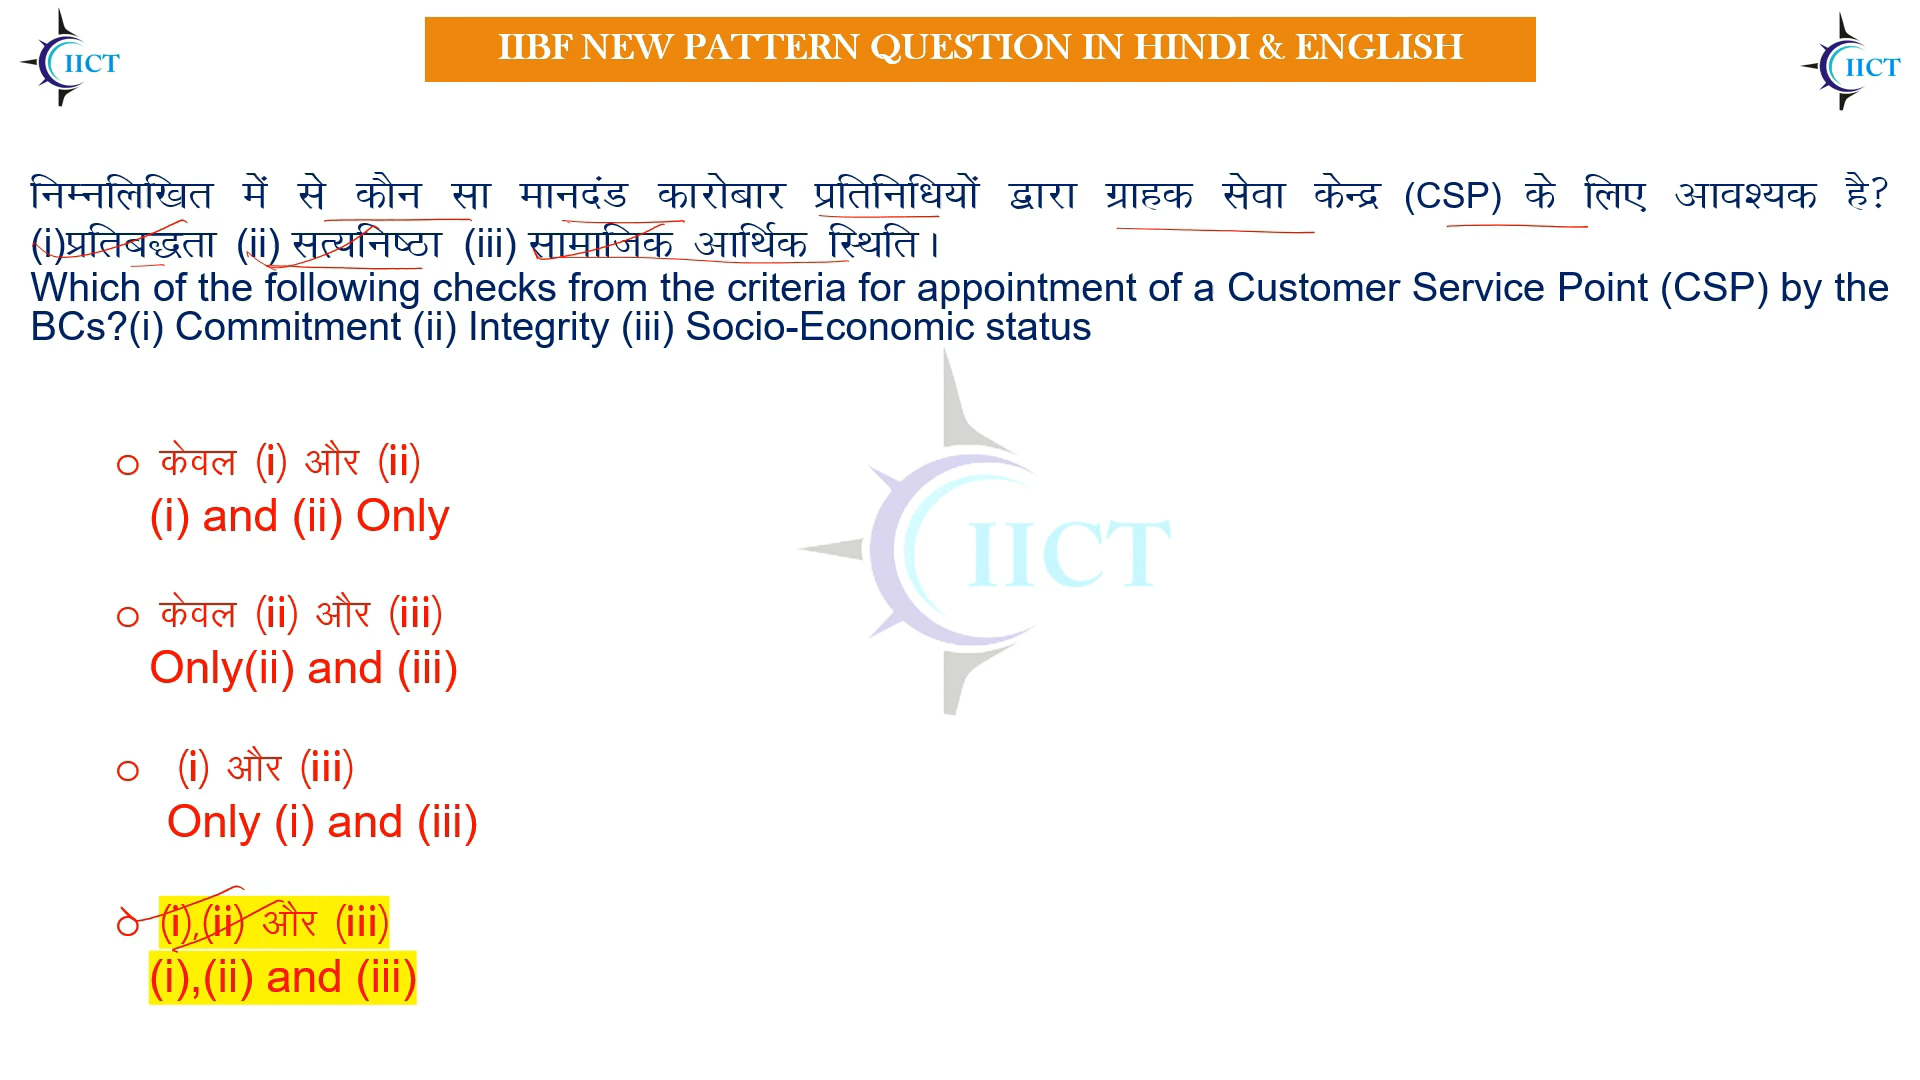 IICT
IIBF NEW PATTERN QUESTION IN HINDI & ENGLISH
IICT
निम्नलिखित में से कौन सा मानदंड कारोबार प्रतिनिधियों द्वारा ग्राहक सेवा केन्द्र (CSP) के लिए आवश्यक है?
(i)प्रतिबद्धता (ii) सत्यनिष्ठा (iii) सामाजिक आर्थिक स्थिति।
Which of the following checks from the criteria for appointment of a Customer Service Point (CSP) by the
BCs?(i) Commitment (ii) Integrity (iii) Socio-Economic status
केवल (i) और (ii)
(i) and (ii) Only
IICT
केवल (ii) और (iii)
Only(ii) and (iii)
(i) और (iii)
Only (i) and (iii)
(i),(ii) और (iii)
(i),(ii) and (iii)